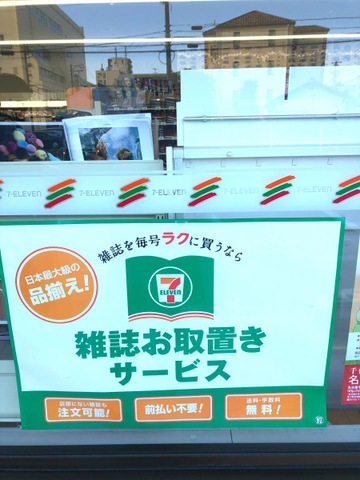 7-ELEVEN 7-ELEVEN 7-ELEVEN 7-ELEVEN
雑誌を毎号ラクに買うなら
日本最大級の
品揃え!
7
ELEVEN
雑誌お取置き
サービス
店頭にない雑誌も
注文可能!
前払い不要!
送料・手数料
無料!